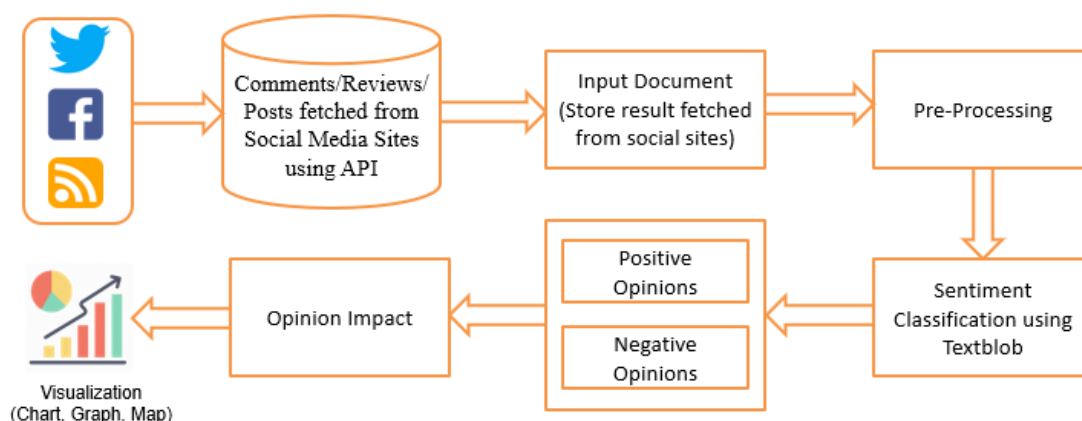 Comments/Reviews/
Posts fetched from
Social Media Sites
using API
Input Document
(Store result fetched
from social sites)
Pre-Processing
Sentiment
Classification using
Textblob
Positive
Opinions
Negative
Opinions
Opinion Impact
Visualization
(Chart, Graph, Map)